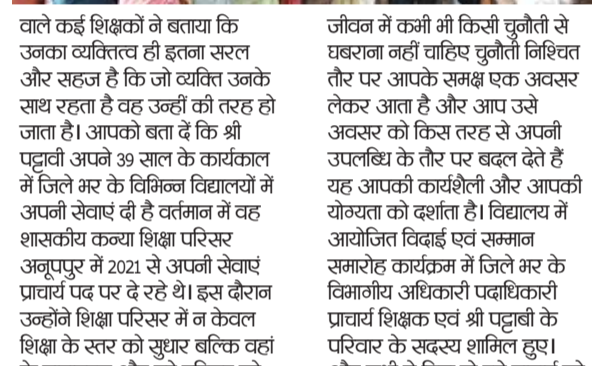 वाले कई शिक्षकों ने बताया कि
उनका व्यक्तित्व ही इतना सरल
और सहज है कि जो व्यक्ति उनके
साथ रहता है वह उन्हीं की तरह हो
जाता है। आपको बता दें कि श्री
पट्टावी अपने 39 साल के कार्यकाल
में जिले भर के विभिन्न विद्यालयों में
अपनी सेवाएं दी है वर्तमान में वह
शासकीय कन्या शिक्षा परिसर
अनूपपुर में 2021 से अपनी सेवाएं
प्राचार्य पद पर दे रहे थे। इस दौरान
उन्होंने शिक्षा परिसर में न केवल
शिक्षा के स्तर को सुधार बल्कि वहां
जीवन में कभी भी किसी चुनौती से
घबराना नहीं चाहिए चुनौती निश्चित
तौर पर आपके समक्ष एक अवसर
लेकर आता है और आप उसे
अवसर को किस तरह से अपनी
उपलब्धि के तौर पर बदल देते हैं
यह आपकी कार्यशैली और आपकी
योग्यता को दर्शाता है। विद्यालय में
आयोजित विदाई एवं सम्मान
समारोह कार्यक्रम में जिले भर के
विभागीय अधिकारी पदाधिकारी
प्राचार्य शिक्षक एवं श्री पट्टाबी के
परिवार के सदस्य शामिल हुए।